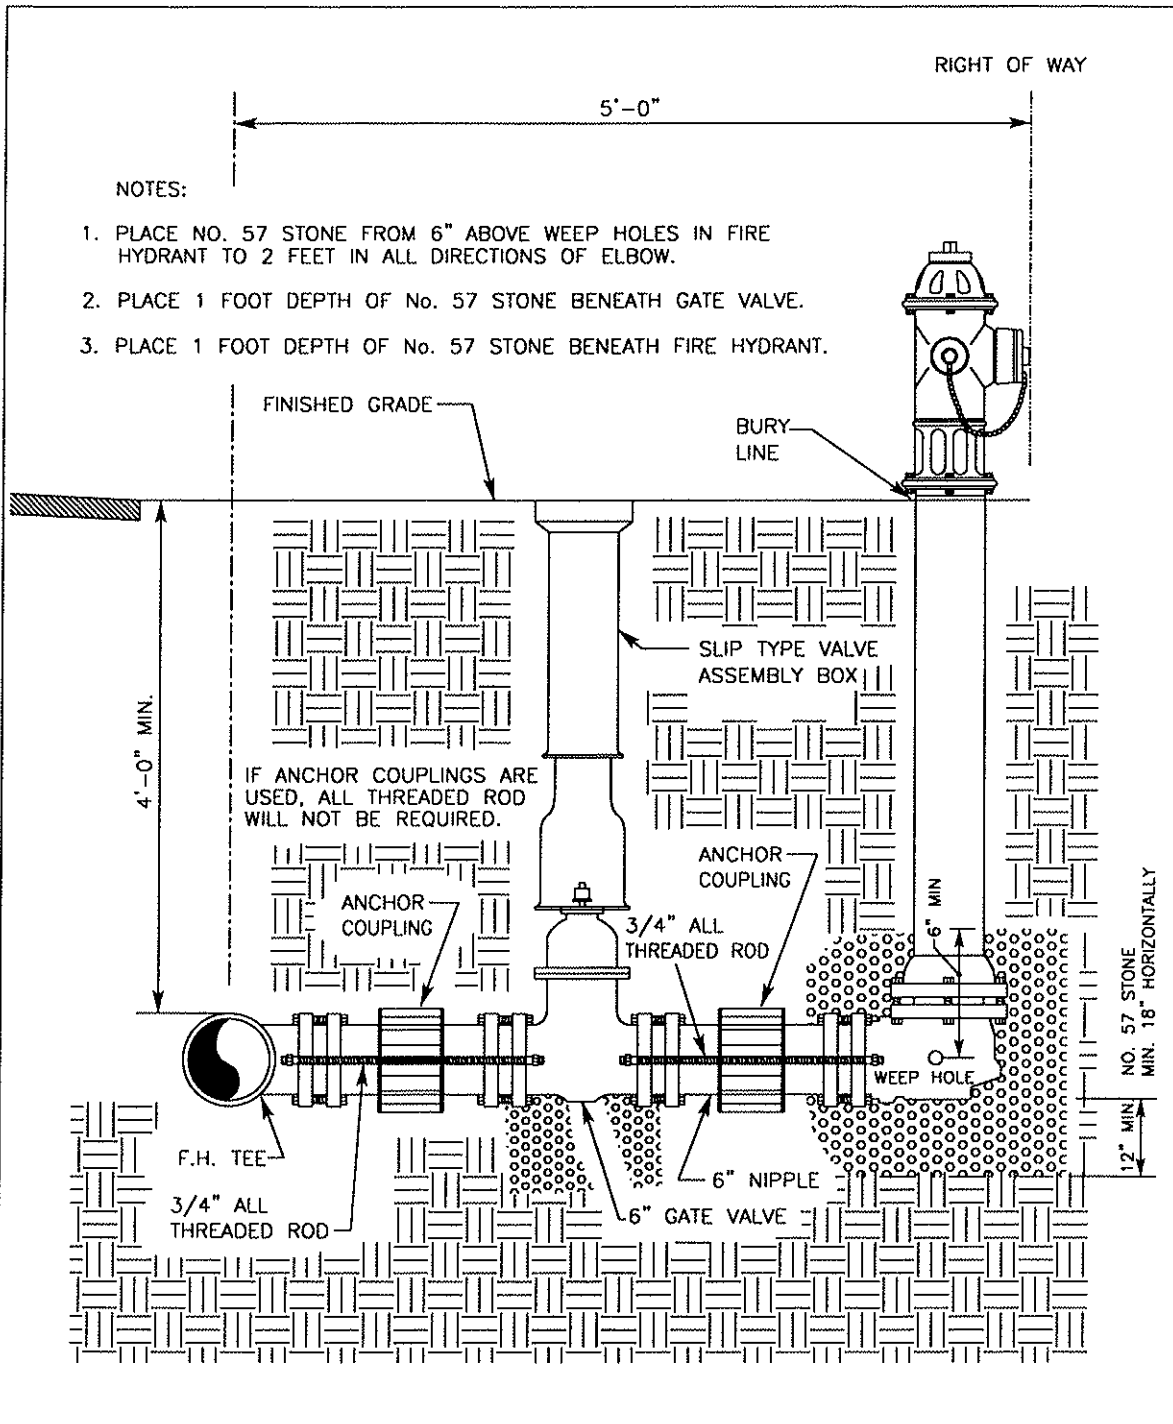 RIGHT OF WAY
5'-0"
NOTES:
1. PLACE NO. 57 STONE FROM 6" ABOVE WEEP HOLES IN FIRE
HYDRANT TO 2 FEET IN ALL DIRECTIONS OF ELBOW.
2. PLACE 1 FOOT DEPTH OF No. 57 STONE BENEATH GATE VALVE.
3. PLACE 1 FOOT DEPTH OF No. 57 STONE BENEATH FIRE HYDRANT.
FINISHED GRADE
BURY
LINE
SLIP TYPE VALVE
ASSEMBLY BOX
4'-0" MIN.
IF ANCHOR COUPLINGS ARE
USED, ALL THREADED ROD
WILL NOT BE REQUIRED.
ANCHOR
COUPLING
ANCHOR
COUPLING
3/4" ALL
THREADED ROD
6" MIN
WEEP HOLE
NO. 57 STONE
MIN. 18" HORIZONTALLY
12" MIN.
F.H. TEE
3/4" ALL
THREADED ROD
6" NIPPLE
6" GATE VALVE